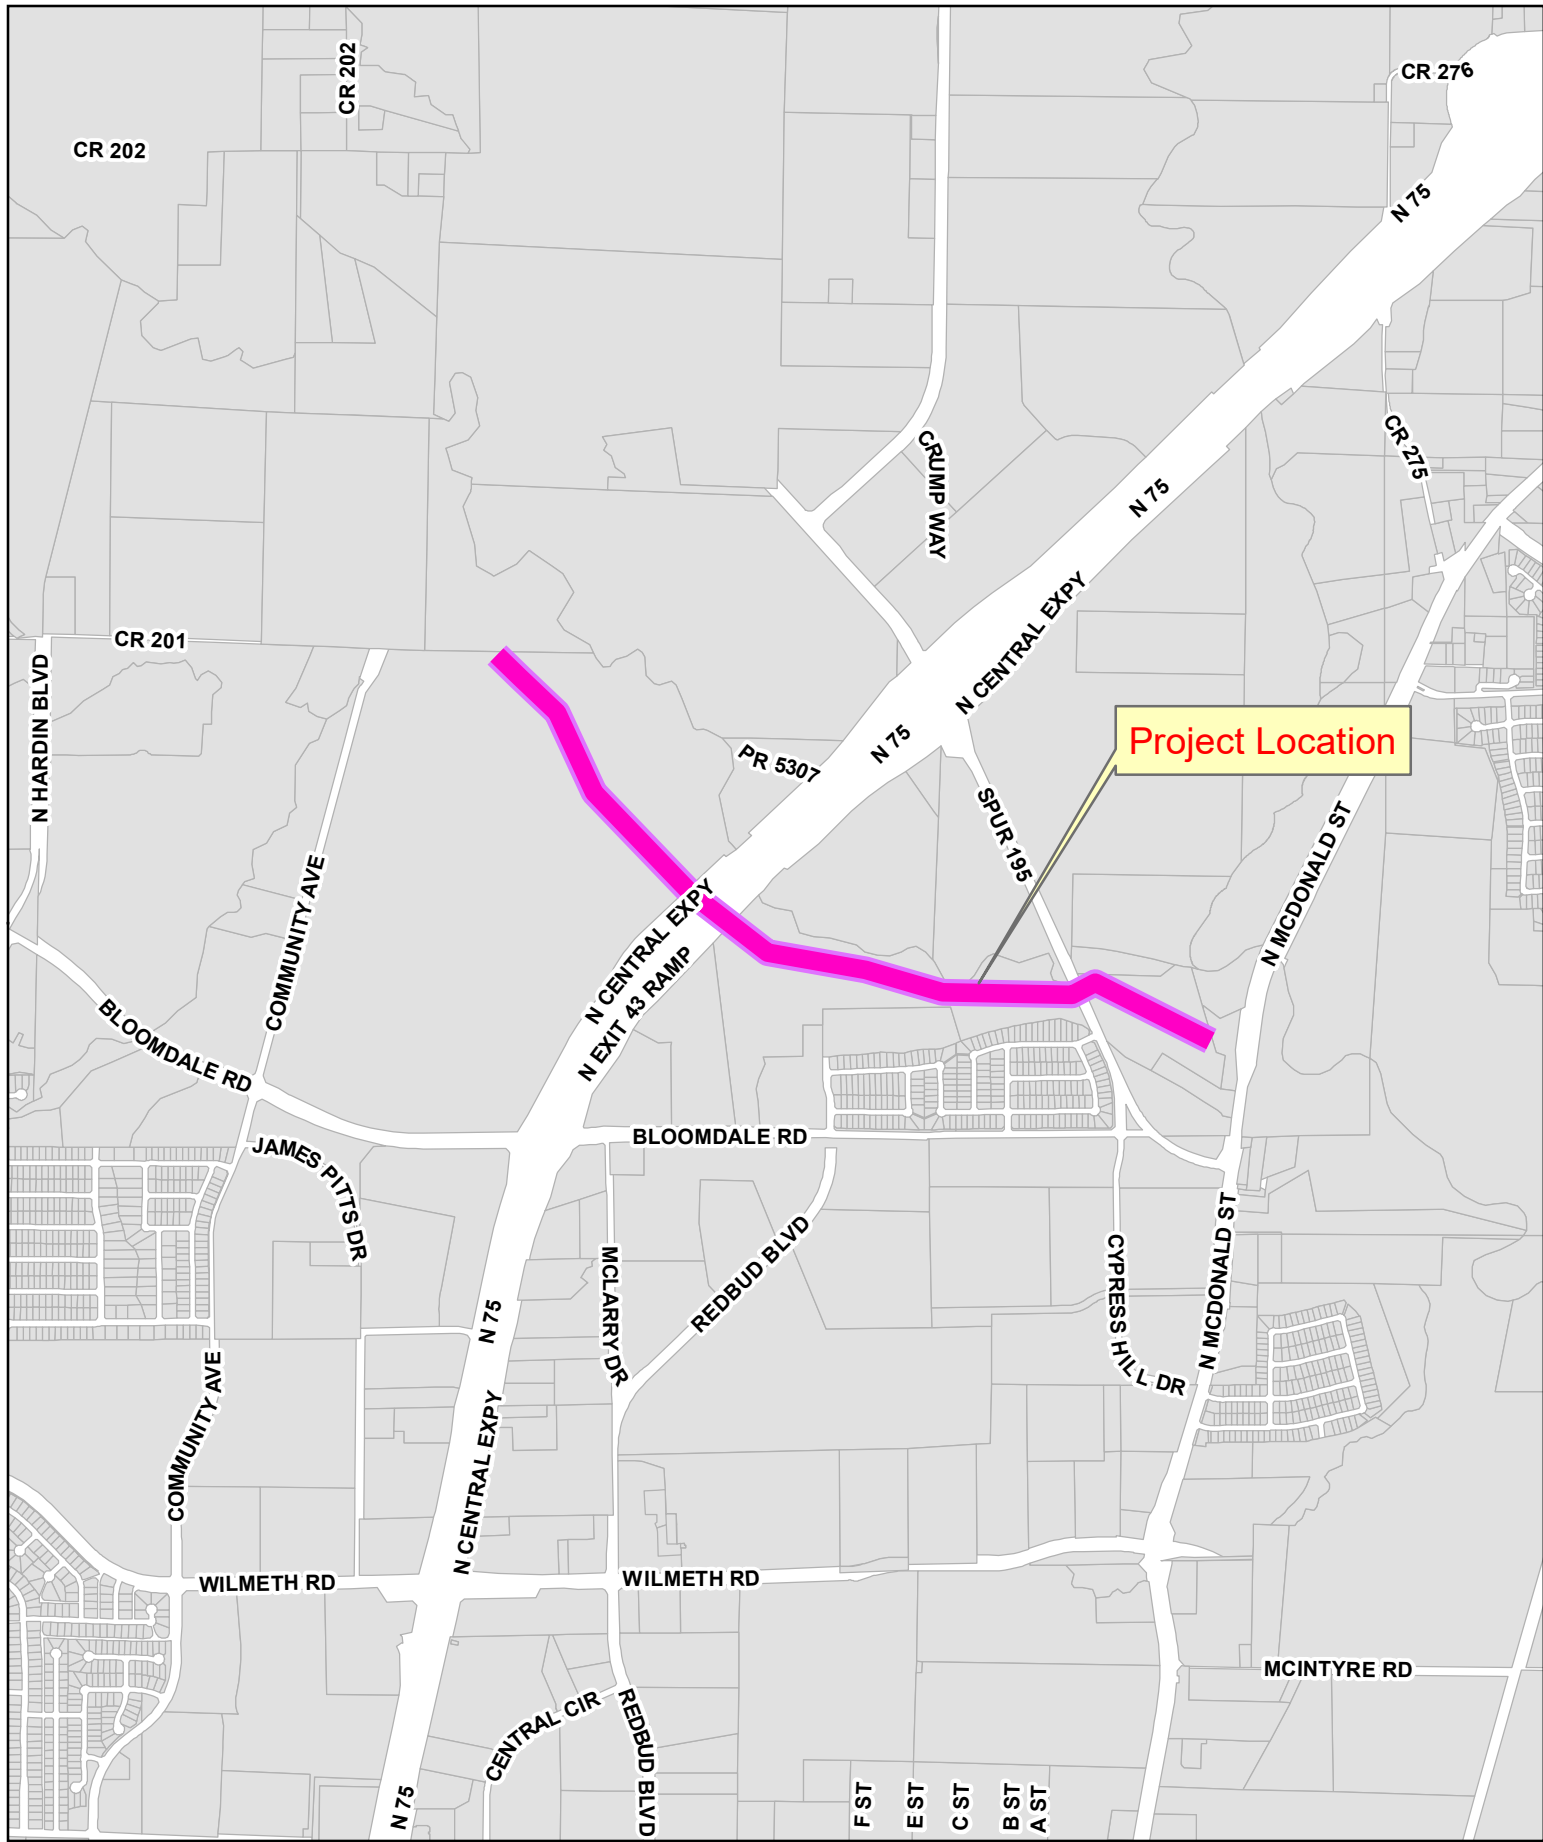 CR 202
CR 276
CR 202
N 75
CRUMP WAY
CR 275
N 75
N CENTRAL EXPY
CR 201
N HARDIN BLVD
Project Location
N 75
PR 5307
SPUR 195
N MCDONALD ST
COMMUNITY AVE
N CENTRAL EXPY
N EXIT 43 RAMP
BLOOMDALE RD
BLOOMDALE RD
JAMES PITTS DR
REDBUD BLVD
MCLARRY DR
CYPRESS HILL DR
N MCDONALD ST
N 75
COMMUNITY AVE
N CENTRAL EXPY
WILMETH RD
WILMETH RD
MCINTYRE RD
CENTRAL CIR
REDBUD BLVD
N 75
F ST
E ST
C ST
B ST
A ST